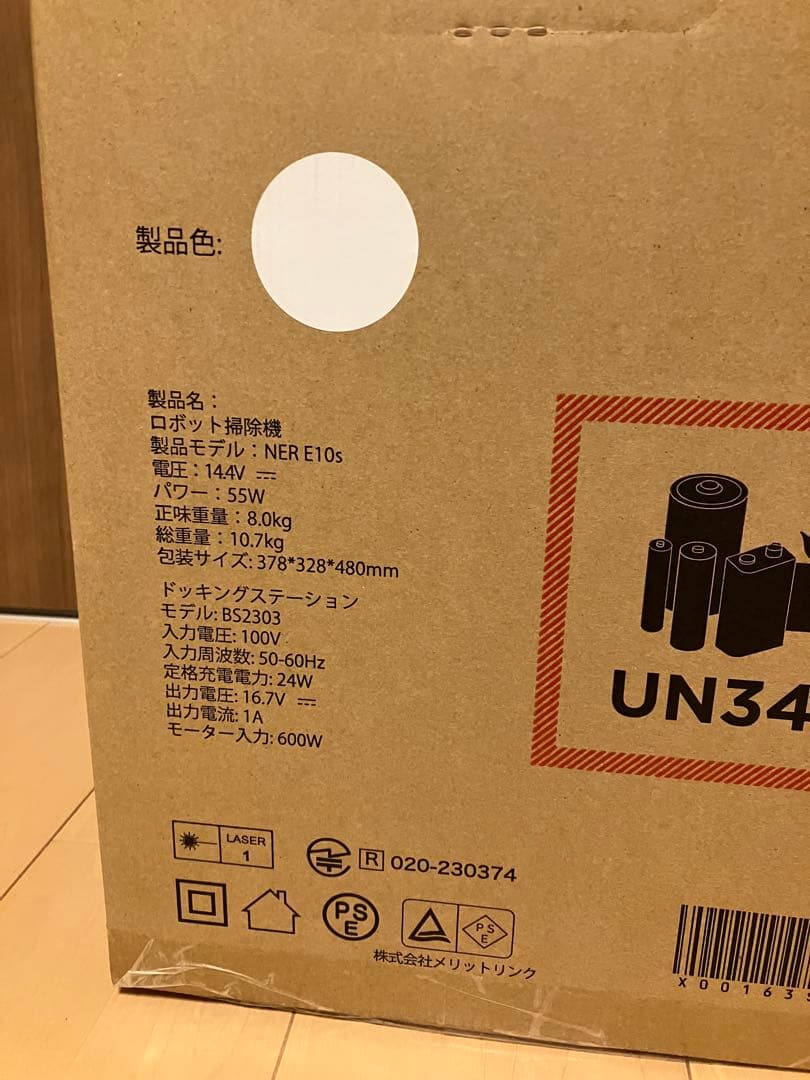 製品色:
製品名：
ロボット掃除機
製品モデル：NER E10s
電圧：14.4V
パワー：55W
正味重量：8.0kg
総重量：10.7kg
包装サイズ: 378*328*480mm
ドッキングステーション
モデル: BS2303
入力電圧: 100V
入力周波数: 50-60Hz
定格充電電力: 24W
出力電圧: 16.7V
出力電流: 1A
モーター入力: 600W
UN34
LASER
1
R 020-230374
PS
E
PS
E
株式会社メリットリンク
X00163